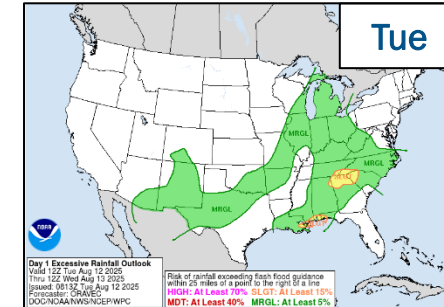 Tue
MRGL
MRGL
MRGL
SLGT
NOAA
Day 1 Excessive Rainfall Outlook
Valid 12Z Tue Aug 12 2025
Thru 12Z Wed Aug 13 2025
Issued: 0813Z Tue Aug 12 2025
Forecaster: ORAVEC
DOC/NOAA/NWS/NCEP/WPC
Risk of rainfall exceeding flash flood guidance
within 25 miles of a point to the right of a line
HIGH: At Least 70% SLGT: At Least 15%
MDT: At Least 40% MRGL: At Least 5%